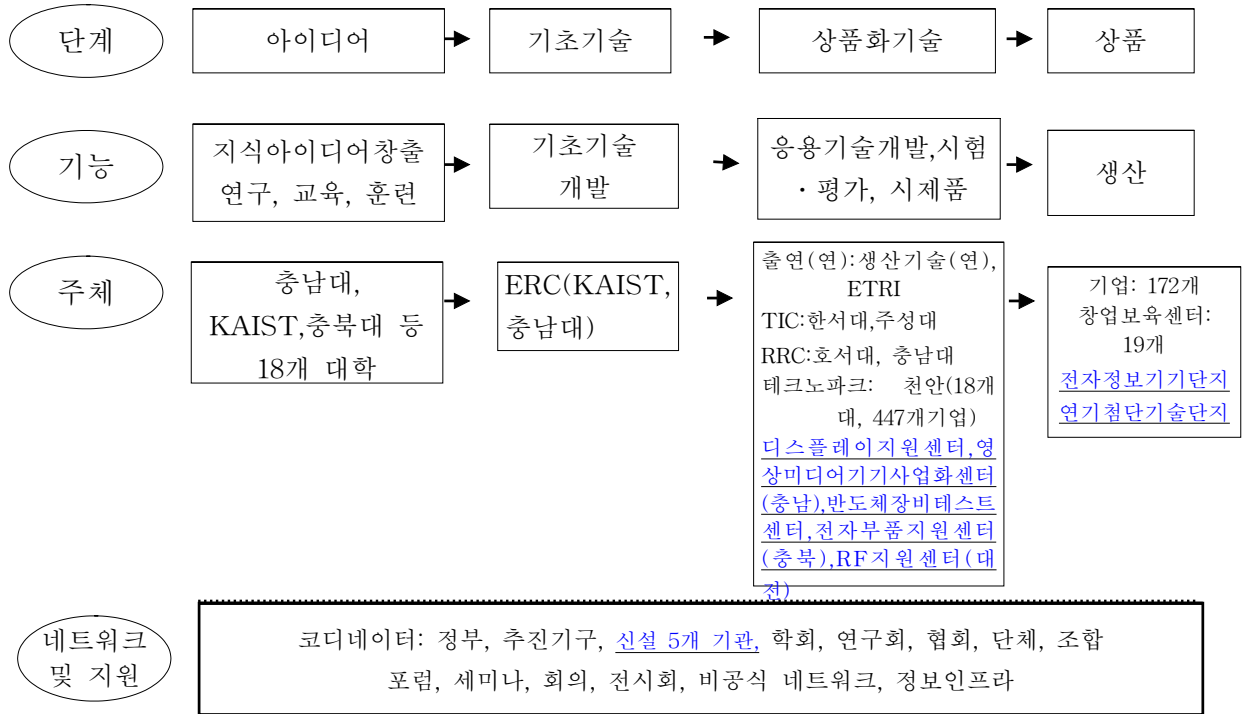 단계
아이디어
기초기술
상품화기술
상품
기능
지식아이디어창출
연구, 교육, 훈련
기초기술
개발
응용기술개발,시험
· 평가, 시제품
생산
주체
충남대,
KAIST,충북대 등
18개 대학
ERC(KAIST,
충남대)
출연(연):생산기술(연),
ETRI
TIC:한서대,주성대
RRC:호서대, 충남대
테크노파크: 천안(18개
대, 447개기업)
디스플레이지원센터,영
상미디어기기사업화센터
(충남),반도체장비테스트
센터,전자부품지원센터
(충북),RF지원센터(대
전)
기업: 172개
창업보육센터:
19개
전자정보기기단지
연기첨단기술단지
네트워크
및 지원
코디네이터: 정부, 추진기구, 신설 5개 기관, 학회, 연구회, 협회, 단체, 조합
포럼, 세미나, 회의, 전시회, 비공식 네트워크, 정보인프라